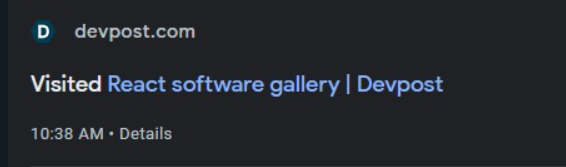 D devpost.com
Visited React software gallery | Devpost
10:38 AM • Details